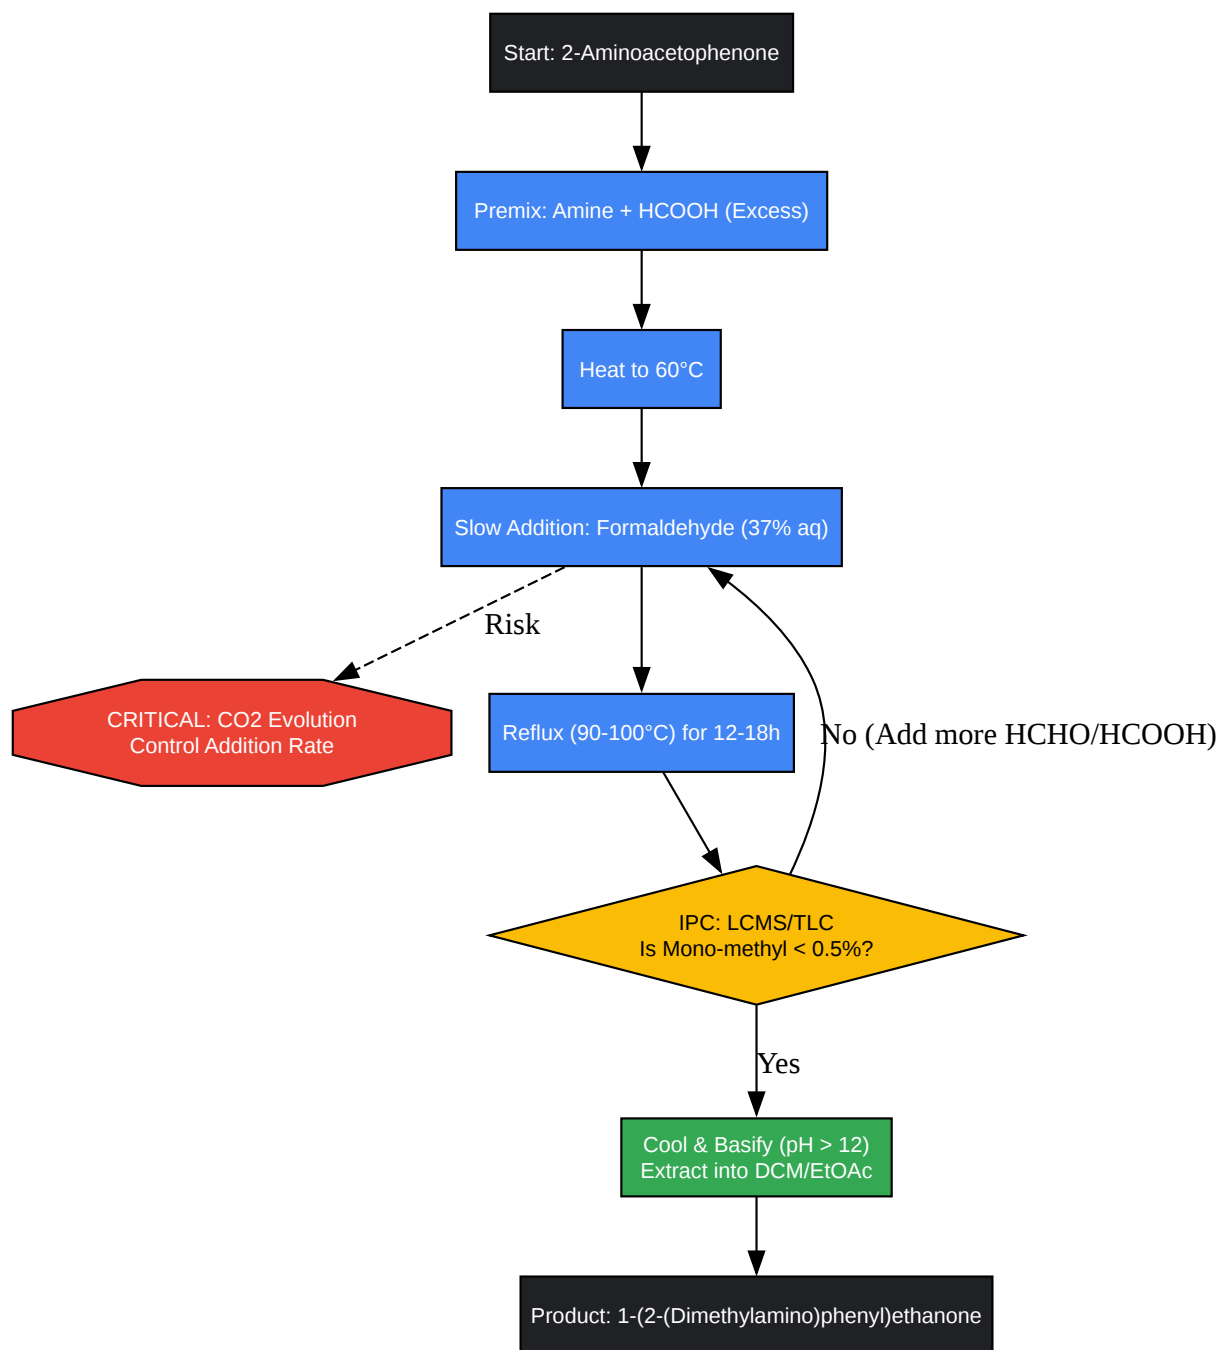 Start: 2-Aminoacetophenone
Premix: Amine + HCOOH (Excess)
Heat to 60°C
Slow Addition: Formaldehyde (37% aq)
Risk
CRITICAL: CO2 Evolution
Control Addition Rate
Reflux (90-100°C) for 12-18h
No (Add more HCHO/HCOOH)
IPC: LCMS/TLC
Is Mono-methyl < 0.5%?
Yes
Cool & Basify (pH > 12)
Extract into DCM/EtOAc
Product: 1-(2-(Dimethylamino)phenyl)ethanone